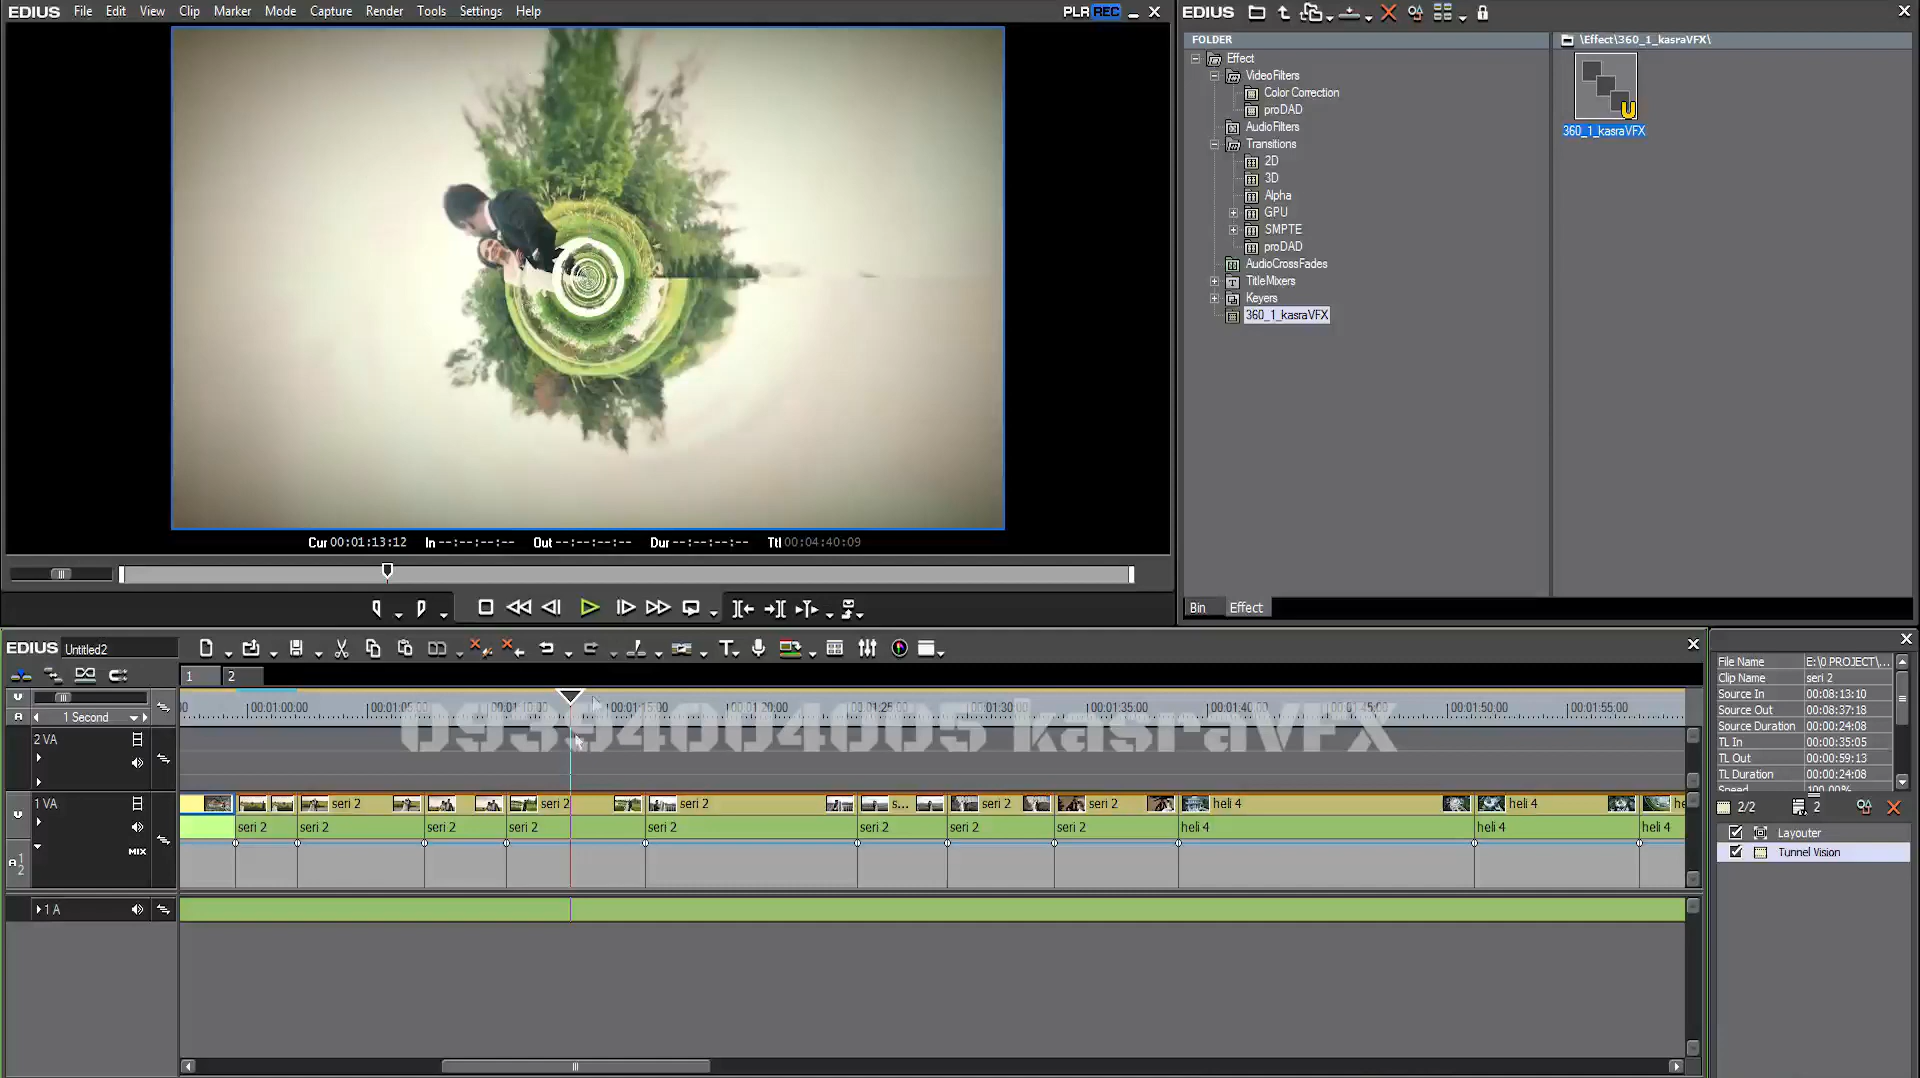 EDIUS File Edit View Clip Marker Mode Capture Render Tools Settings Help PLR REC
Cur 00:01:13:12 In --:--:--:-- Out --:--:--:-- Dur --:--:--:-- Ttl 00:04:40:09
EDIUS
FOLDER
Effect
VideoFilters
Color Correction
proDAD
AudioFilters
Transitions
2D
3D
Alpha
GPU
SMPTE
proDAD
AudioCrossFades
TitleMixers
Keyers
360_1_kasraVFX
\Effect\360_1_kasraVFX\
U
360_1_kasraVFX
Bin Effect
EDIUS Untitled2
1 2
1 Second
00:01:00:00 00:01:05:00 00:01:10:00 00:01:15:00 00:01:20:00 00:01:25:00 00:01:30:00 00:01:35:00 00:01:40:00 00:01:45:00 00:01:50:00 00:01:55:00
09394004005 kasraVFX
2 VA
1 VA
seri 2 seri 2 seri 2 s... seri 2 seri 2 heli 4 heli 4 he
seri 2 seri 2 seri 2 seri 2 seri 2 seri 2 seri 2 seri 2 heli 4 heli 4 heli 4
MIX
A 1 2
1 A
File Name E:\0 PROJECT\...
Clip Name seri 2
Source In 00:08:13:10
Source Out 00:08:37:18
Source Duration 00:00:24:08
TL In 00:00:35:05
TL Out 00:00:59:13
TL Duration 00:00:24:08
Speed 100.00%
2/2 2
Layouter
Tunnel Vision